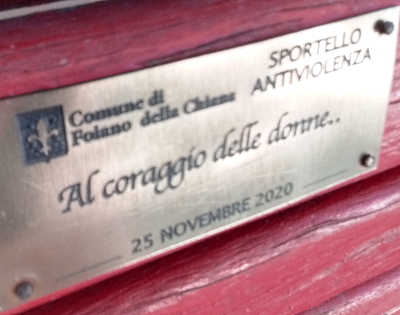 Comune di
Foiano della Chiana
SPORTELLO
ANTIVIOLENZA
Al coraggio delle donne..
25 NOVEMBRE 2020